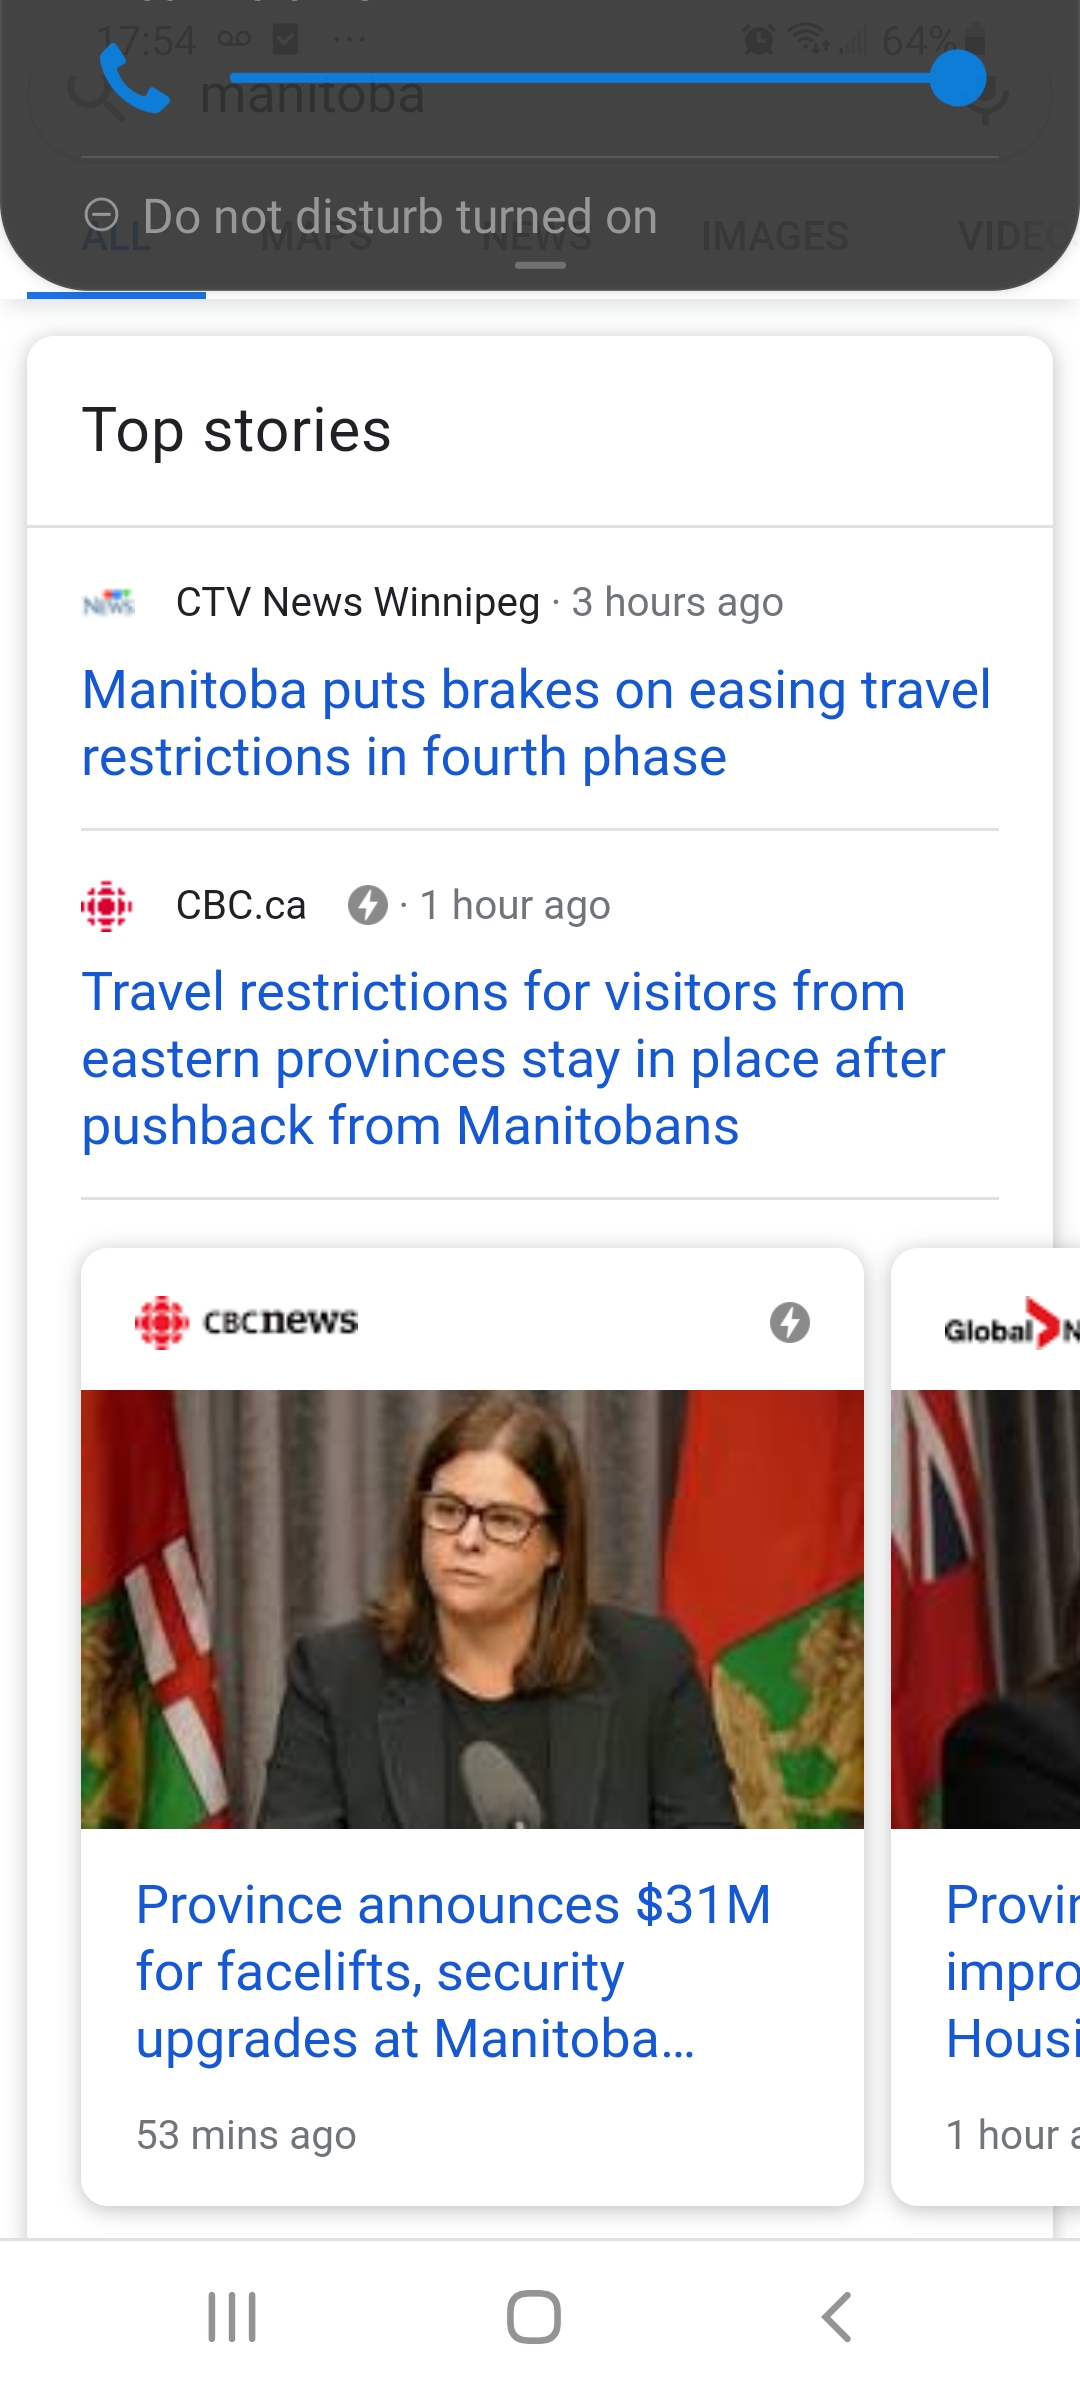 17:54 64%
manitoba
Do not disturb turned on
ALL MAPS NEWS IMAGES VIDEO
Top stories
NEWS CTV News Winnipeg · 3 hours ago
Manitoba puts brakes on easing travel
restrictions in fourth phase
CBC.ca · 1 hour ago
Travel restrictions for visitors from
eastern provinces stay in place after
pushback from Manitobans
CBCnews
Province announces $31M
for facelifts, security
upgrades at Manitoba...
53 mins ago
Global N
Provin
impro
Housi
1 hour a